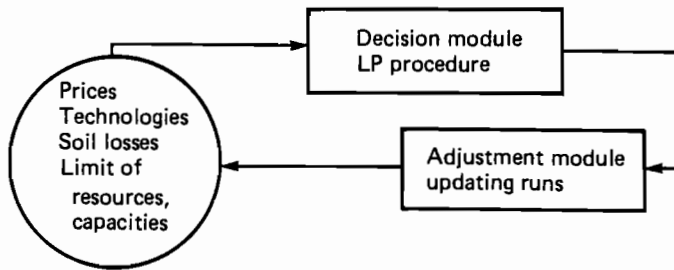 Decision module
LP procedure
Prices
Technologies
Soil losses
Limit of
resources,
capacities
Adjustment module
updating runs